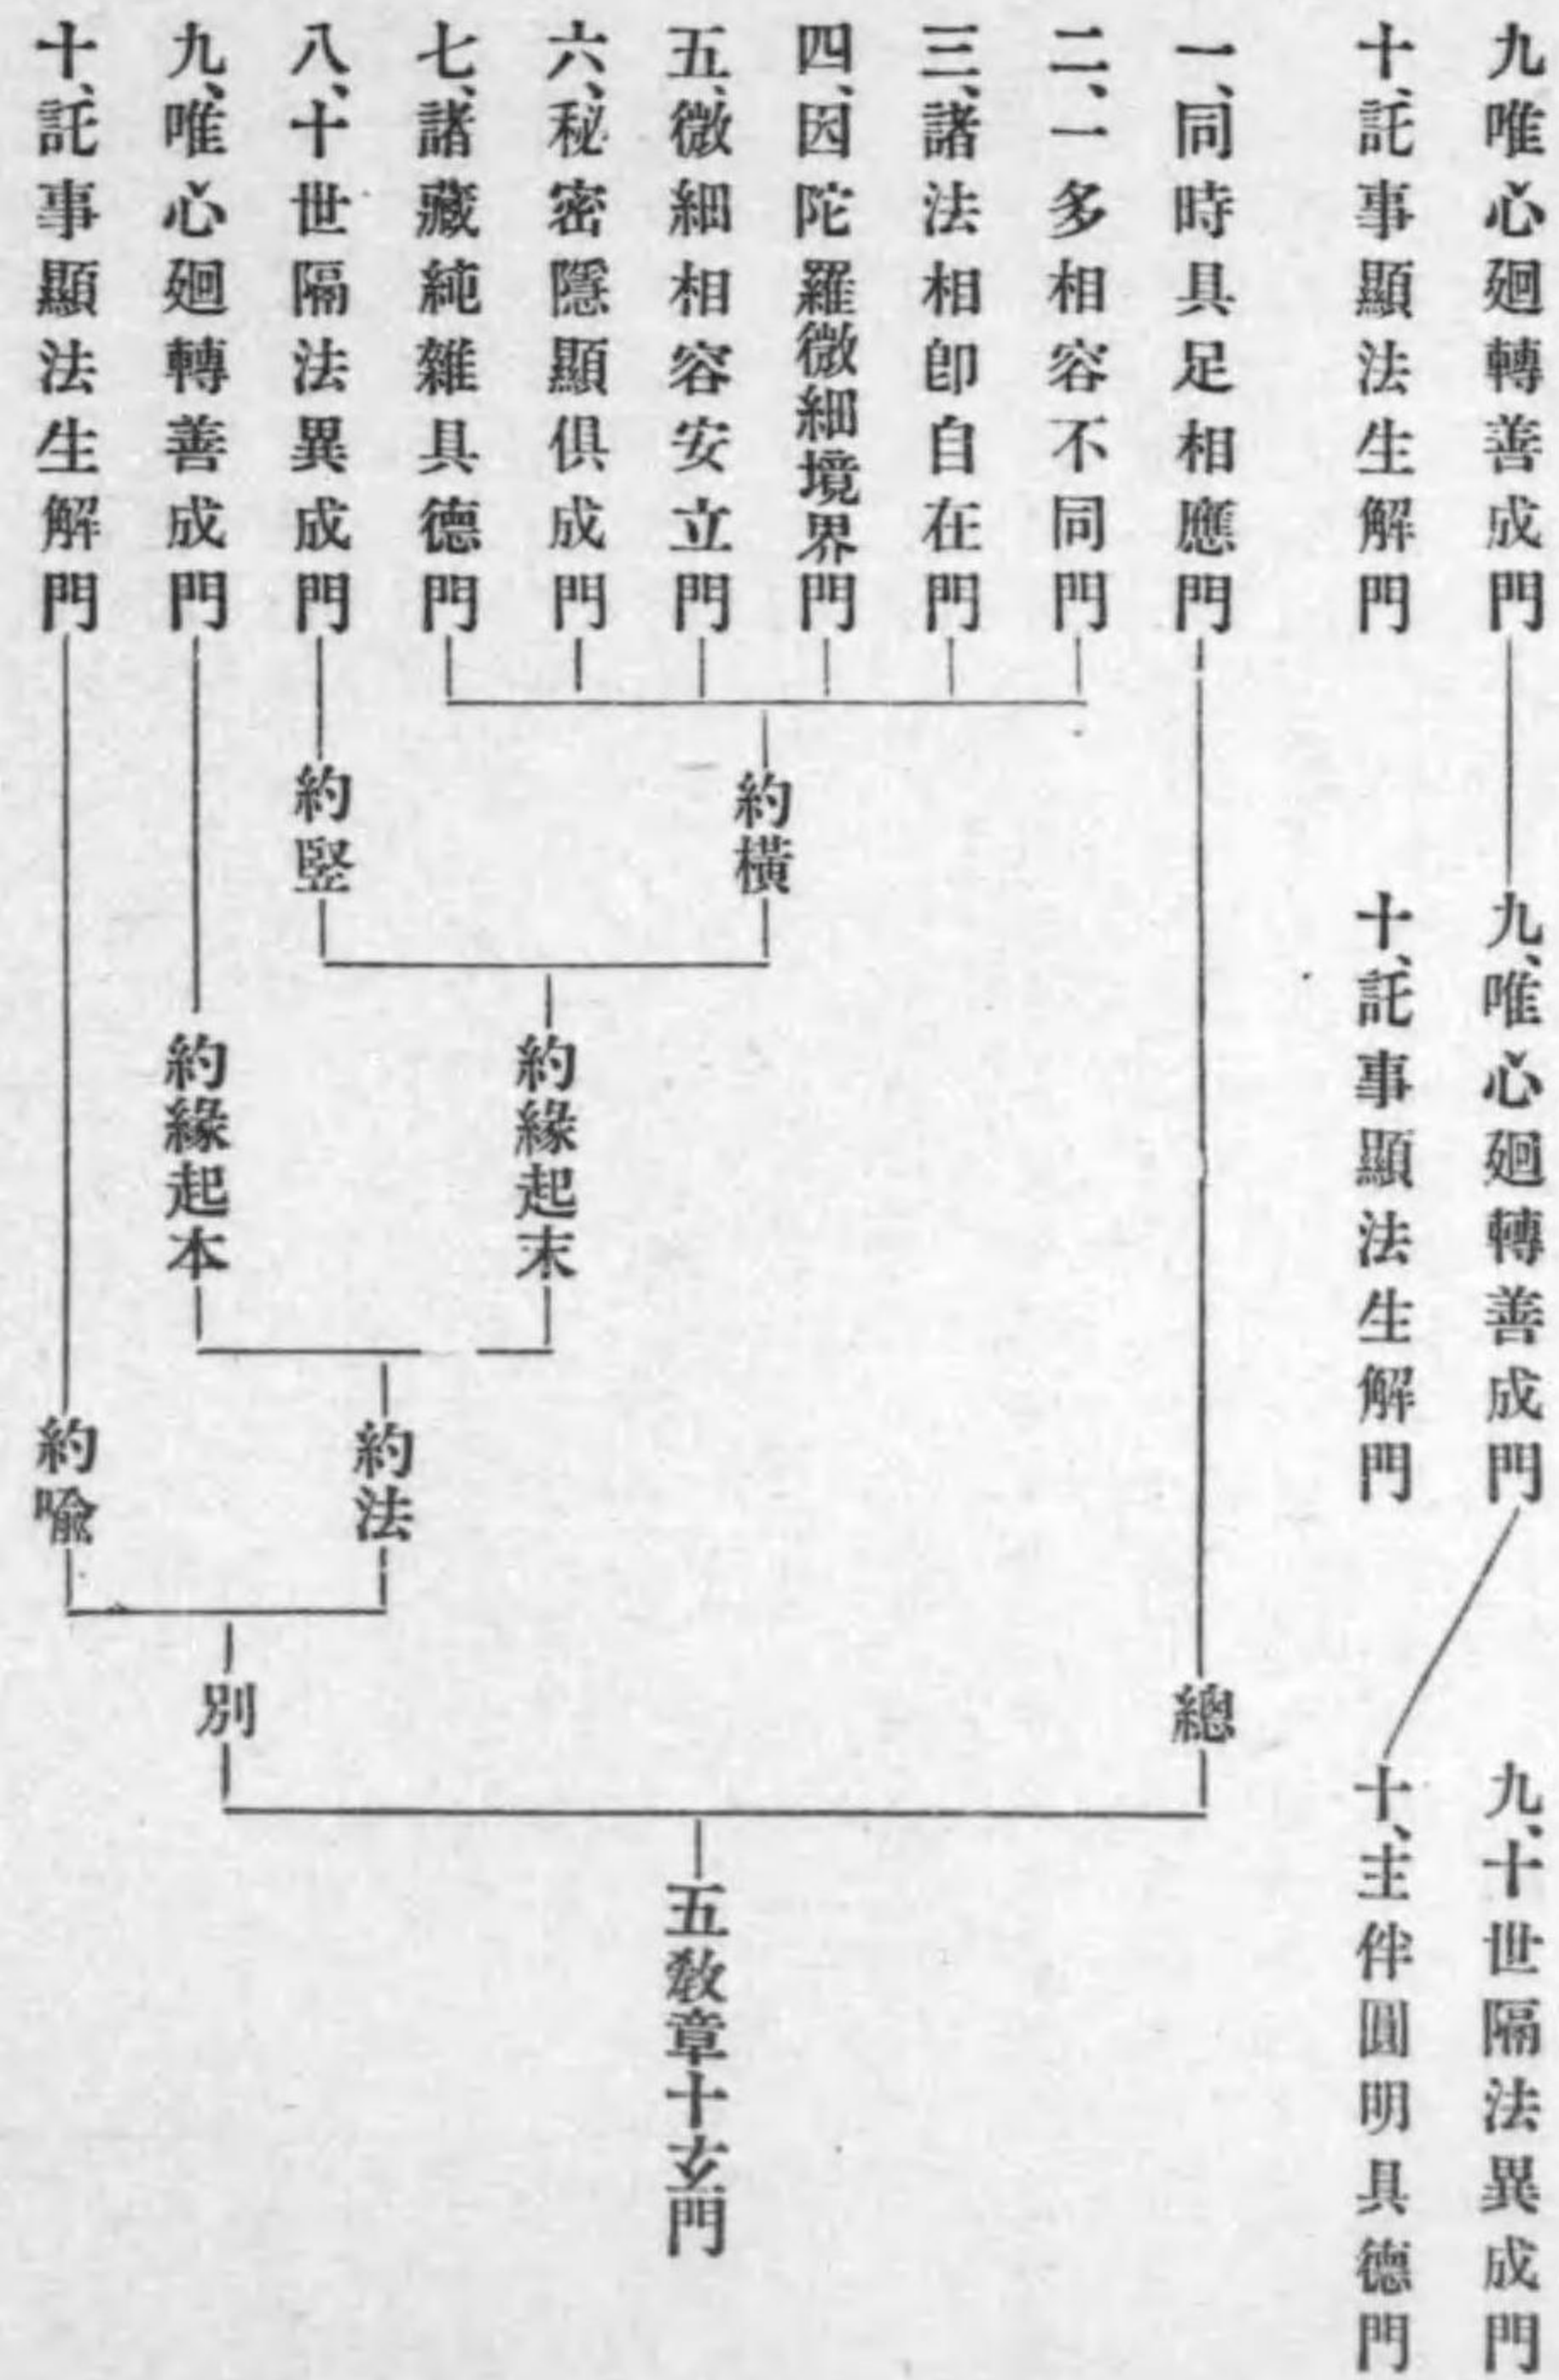 九唯心廻轉善成門
九、唯心廻轉善成門
九、十世隔法異成門
十、託事顯法生解門
十、託事顯法生解門
十、主伴圓明具德門
一、同時具足相應門
總
二、一多相容不同門
三、諸法相卽自在門
四、因陀羅微細境界門
五、微細相容安立門
六、秘密隱顯俱成門
七、諸藏純雜具德門
約橫
八、十世隔法異成門
約竪
約緣起末
九、唯心廻轉善成門
約緣起本
約法
十、託事顯法生解門
約喩
別
五敎章十玄門